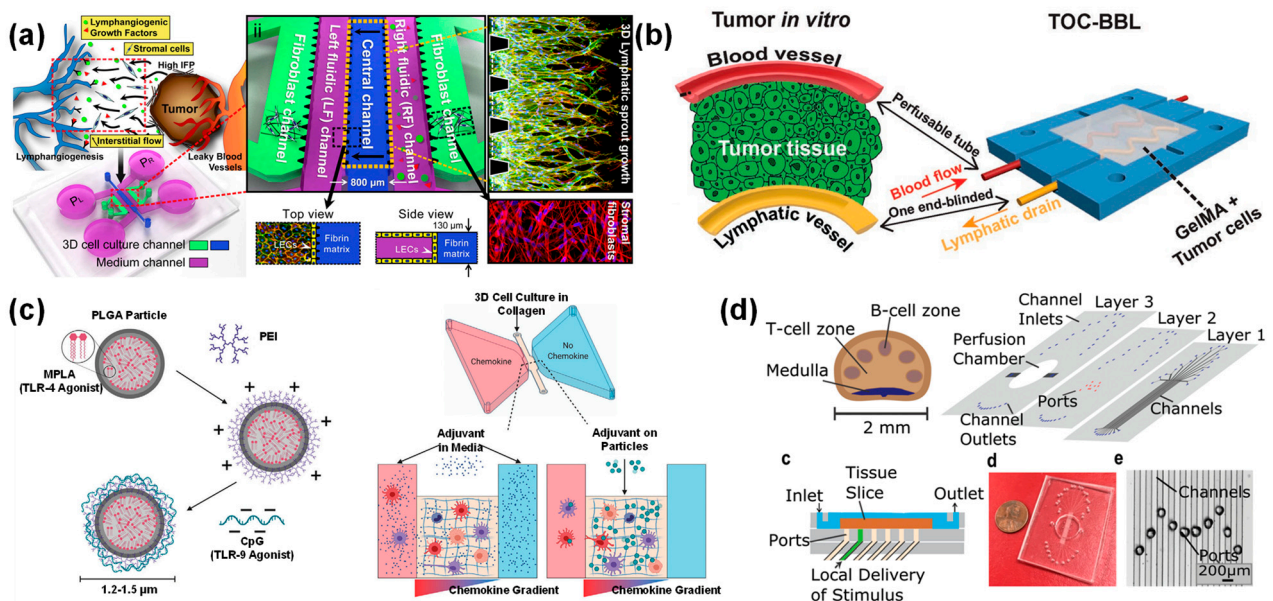 (a)
Lymphangiogenic
Growth Factors
Stromal cells
High IFP
Tumor
Interstitial flow
Lymphangiogenesis
Leaky Blood
Vessels
PR
PL
3D cell culture channel
Medium channel
ii
Fibroblast channel
Left fluidic (LF) channel
Central channel
Right fluidic (RF) channel
Fibroblast channel
800 µm
3D Lymphatic sprout growth
Top view
LECs
Fibrin
matrix
Side view
130 µm
LECs
Fibrin
matrix
Stromal
fibroblasts
(b)
Tumor in vitro
TOC-BBL
Blood vessel
Tumor tissue
Lymphatic vessel
Perfusable tube
Blood flow
One end-blinded
Lymphatic drain
GelMA +
Tumor cells
(c)
PLGA Particle
PEI
MPLA
(TLR-4 Agonist)
CpG
(TLR-9 Agonist)
1.2-1.5 µm
3D Cell Culture in
Collagen
Chemokine
No
Chemokine
Adjuvant
in Media
Adjuvant on
Particles
Chemokine Gradient
Chemokine Gradient
(d)
B-cell zone
T-cell zone
Medulla
2 mm
Channel
Inlets
Layer 3
Layer 2
Layer 1
Perfusion
Chamber
Ports
Channel
Outlets
Channels
c
Tissue
Slice
Inlet
Outlet
Ports
Local Delivery
of Stimulus
d
e
Channels
Ports
200µm